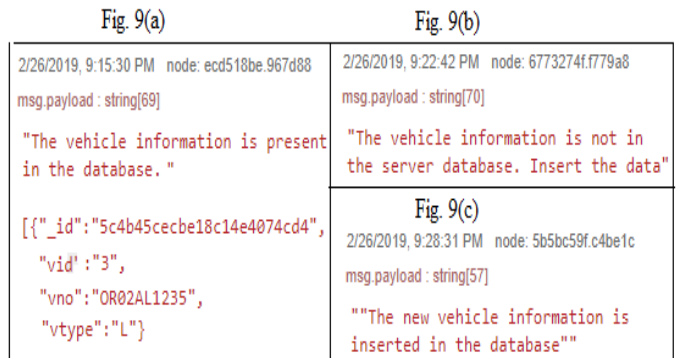 Fig. 9(a)
2/26/2019, 9:15:30 PM node: ecd518be.967d88
msg.payload : string[69]
"The vehicle information is present
in the database. "
[{"_id":"5c4b45cecbe18c14e4074cd4",
"vid":"3",
"vno":"OR02AL1235",
"vtype":"L"}
Fig. 9(b)
2/26/2019, 9:22:42 PM node: 6773274f.f779a8
msg.payload : string[70]
"The vehicle information is not in
the server database. Insert the data"
Fig. 9(c)
2/26/2019, 9:28:31 PM node: 5b5bc59f.c4be1c
msg.payload : string[57]
""The new vehicle information is
inserted in the database""